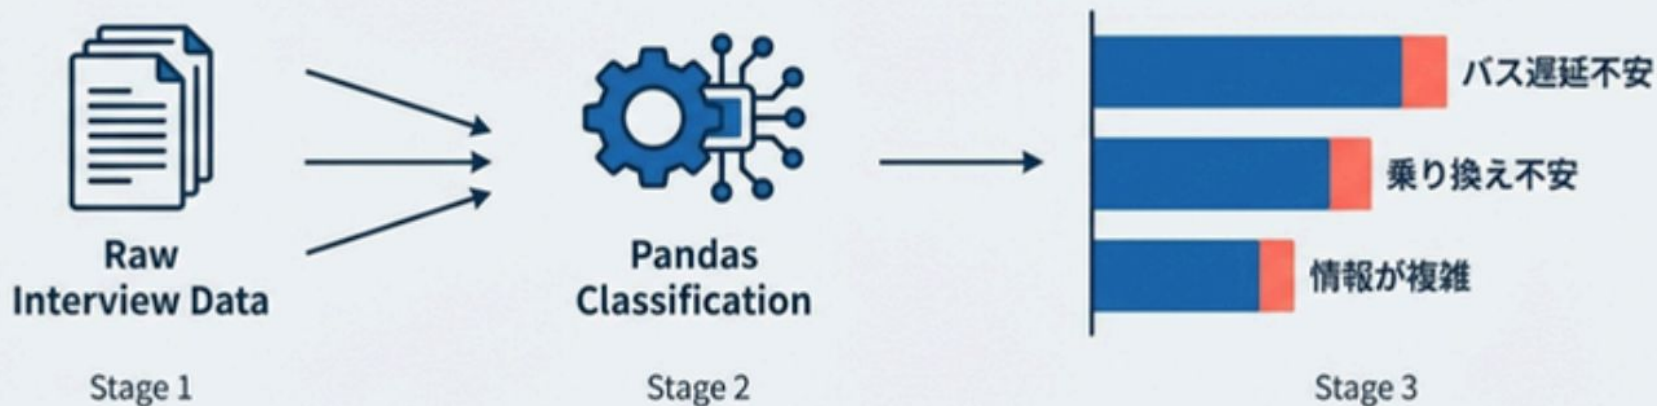 Raw
Interview Data
Stage 1
Pandas
Classification
Stage 2
バス遅延不安
乗り換え不安
情報が複雑
Stage 3